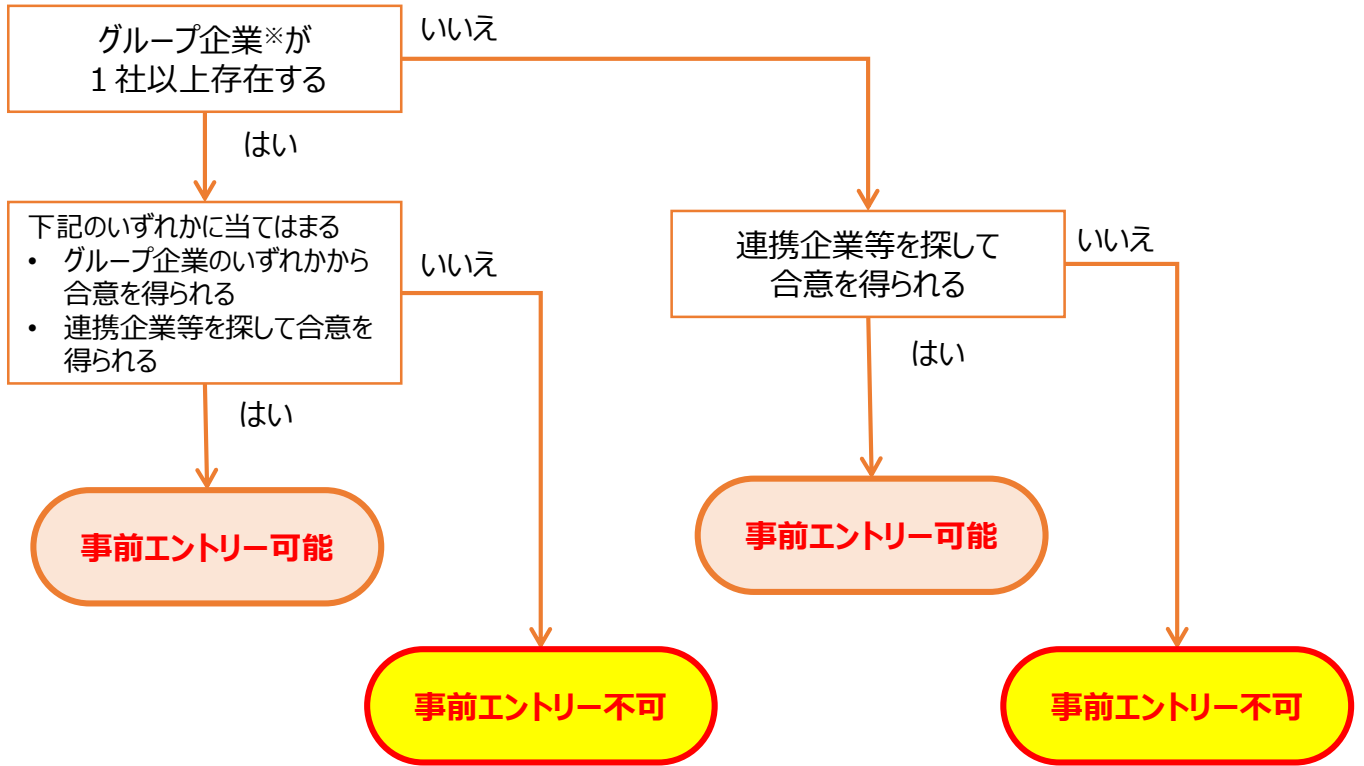 グループ企業※が
１社以上存在する
いいえ
はい
下記のいずれかに当てはまる
• グループ企業のいずれかから
合意を得られる
• 連携企業等を探して合意を
得られる
いいえ
はい
事前エントリー可能
事前エントリー不可
連携企業等を探して
合意を得られる
いいえ
はい
事前エントリー可能
事前エントリー不可